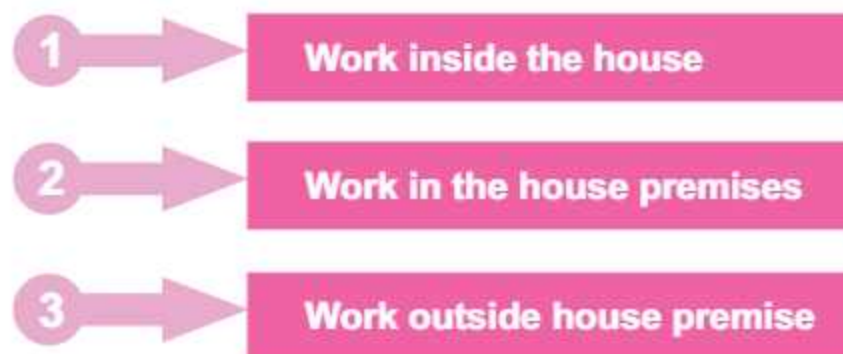 1 Work inside the house
2 Work in the house premises
3 Work outside house premise